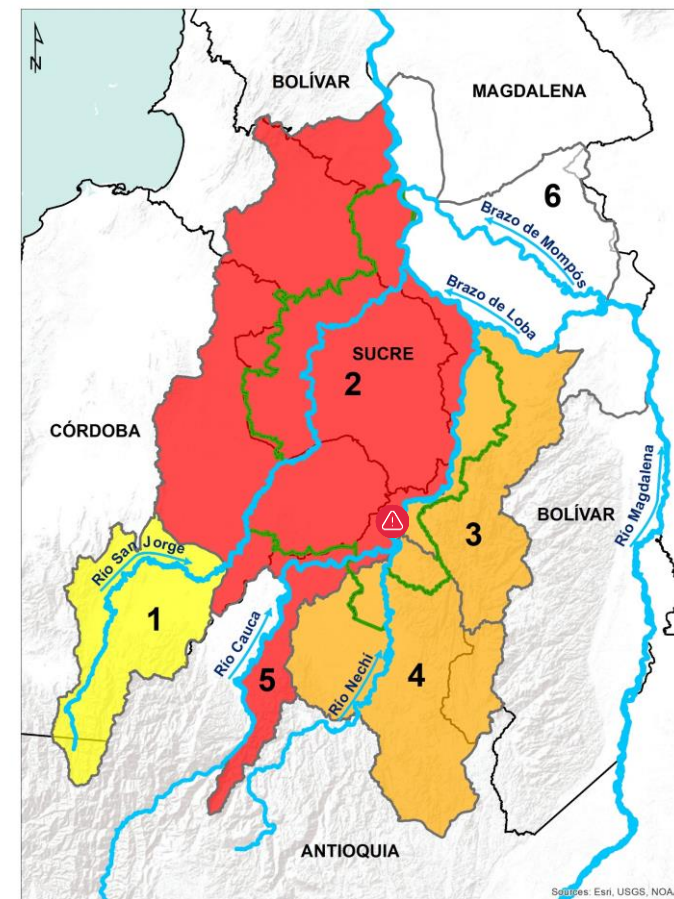 N
BOLÍVAR
MAGDALENA
6
Brazo de Mompós
Brazo de Loba
SUCRE
2
CÓRDOBA
Río San Jorge
3
BOLÍVAR
Río Magdalena
1
Río Cauca
5
4
Río Nechi
ANTIOQUIA
Sources: Esri, USGS, NOA